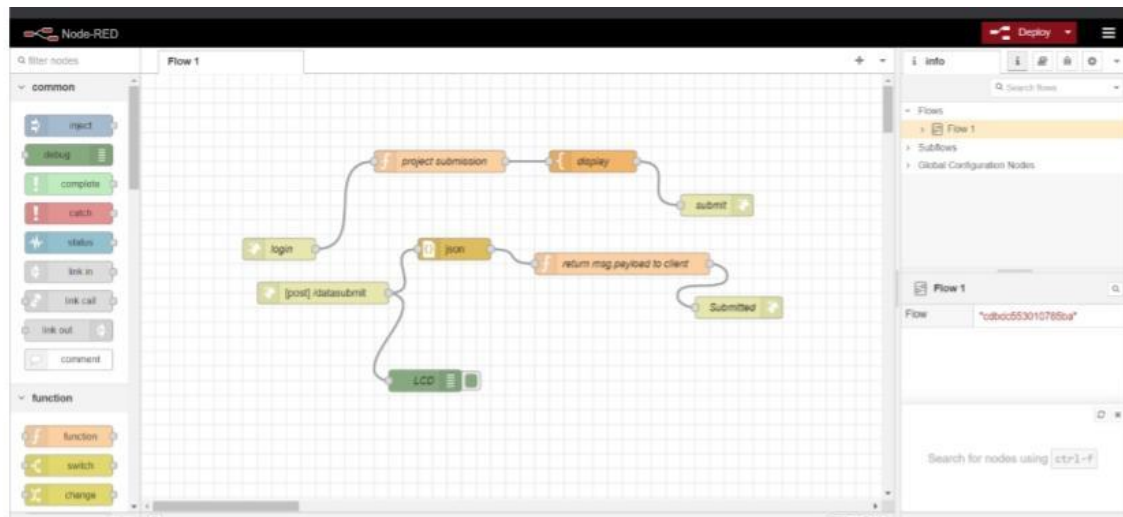 Node-RED
Deploy
filter nodes
Flow 1
info
i
common
Search flows
inject
Flows
Flow 1
debug
project submission
display
Subflows
complete
Global Configuration Nodes
catch
submit
status
login
json
link in
return msg.payload to client
link call
[post] /datasubmit
Flow 1
link out
Submitted
Flow
comment
LCD
function
function
Search for nodes using ctrl-f
switch
change